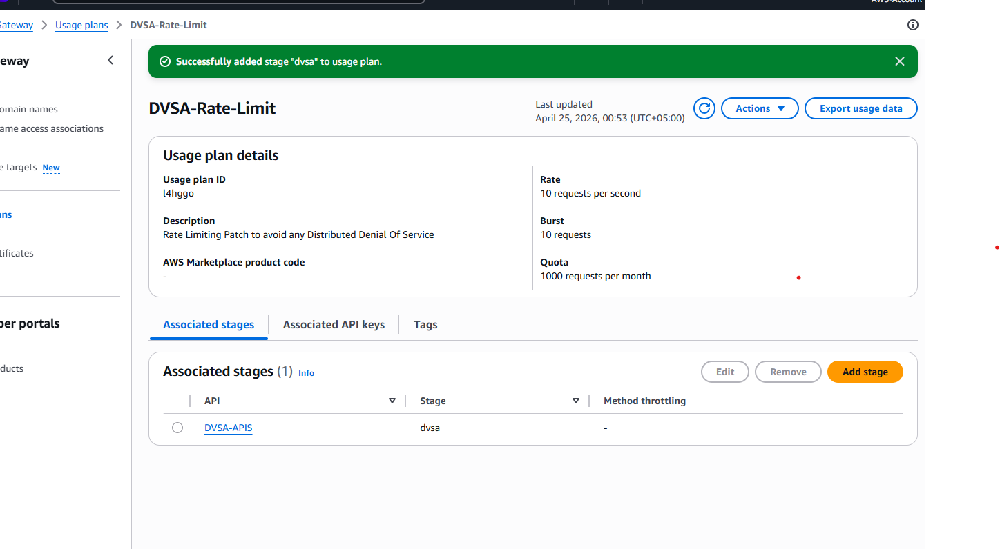 AWS-Account
Gateway > Usage plans > DVSA-Rate-Limit
eway
Successfully added stage "dvsa" to usage plan.
omain names
ame access associations
e targets New
ans
tificates
per portals
ducts
DVSA-Rate-Limit
Last updated
April 25, 2026, 00:53 (UTC+05:00)
Actions
Export usage data
Usage plan details
Usage plan ID
l4hggo
Description
Rate Limiting Patch to avoid any Distributed Denial Of Service
AWS Marketplace product code
-
Rate
10 requests per second
Burst
10 requests
Quota
1000 requests per month
Associated stages
Associated API keys
Tags
Associated stages (1) Info
Edit
Remove
Add stage
API
Stage
Method throttling
DVSA-APIS
dvsa
-